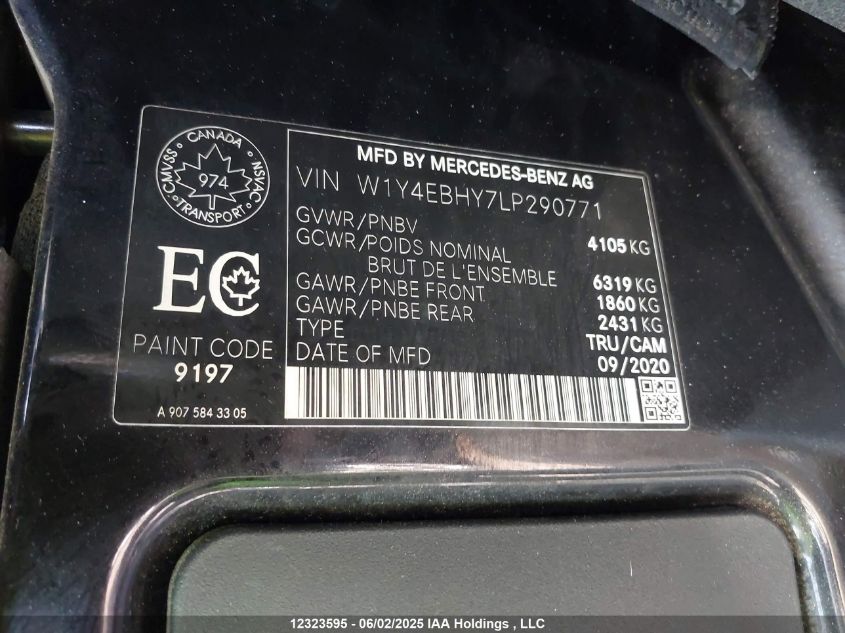 CANADA
CMVSS
NSVAC
974
TRANSPORT
EC
PAINT CODE
9197
A 907 584 33 05
MFD BY MERCEDES-BENZ AG
VIN W1Y4EBHY7LP290771
GVWR/PNBV 4105 KG
GCWR/POIDS NOMINAL
BRUT DE L'ENSEMBLE 6319 KG
GAWR/PNBE FRONT 1860 KG
GAWR/PNBE REAR 2431 KG
TYPE TRU/CAM
DATE OF MFD 09/2020
12323595 - 06/02/2025 IAA Holdings , LLC